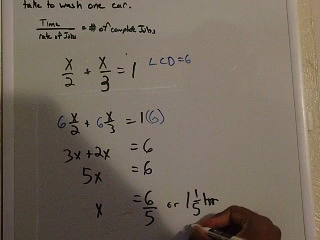 take to wash one car.
Time/rate of Jobs = # of complete Jobs
x/2 + x/3 = 1 LCD=6
6 x/2 + 6 x/3 = 1(6)
3x+2x = 6
5x = 6
x = 6/5 or 1 1/5 hr